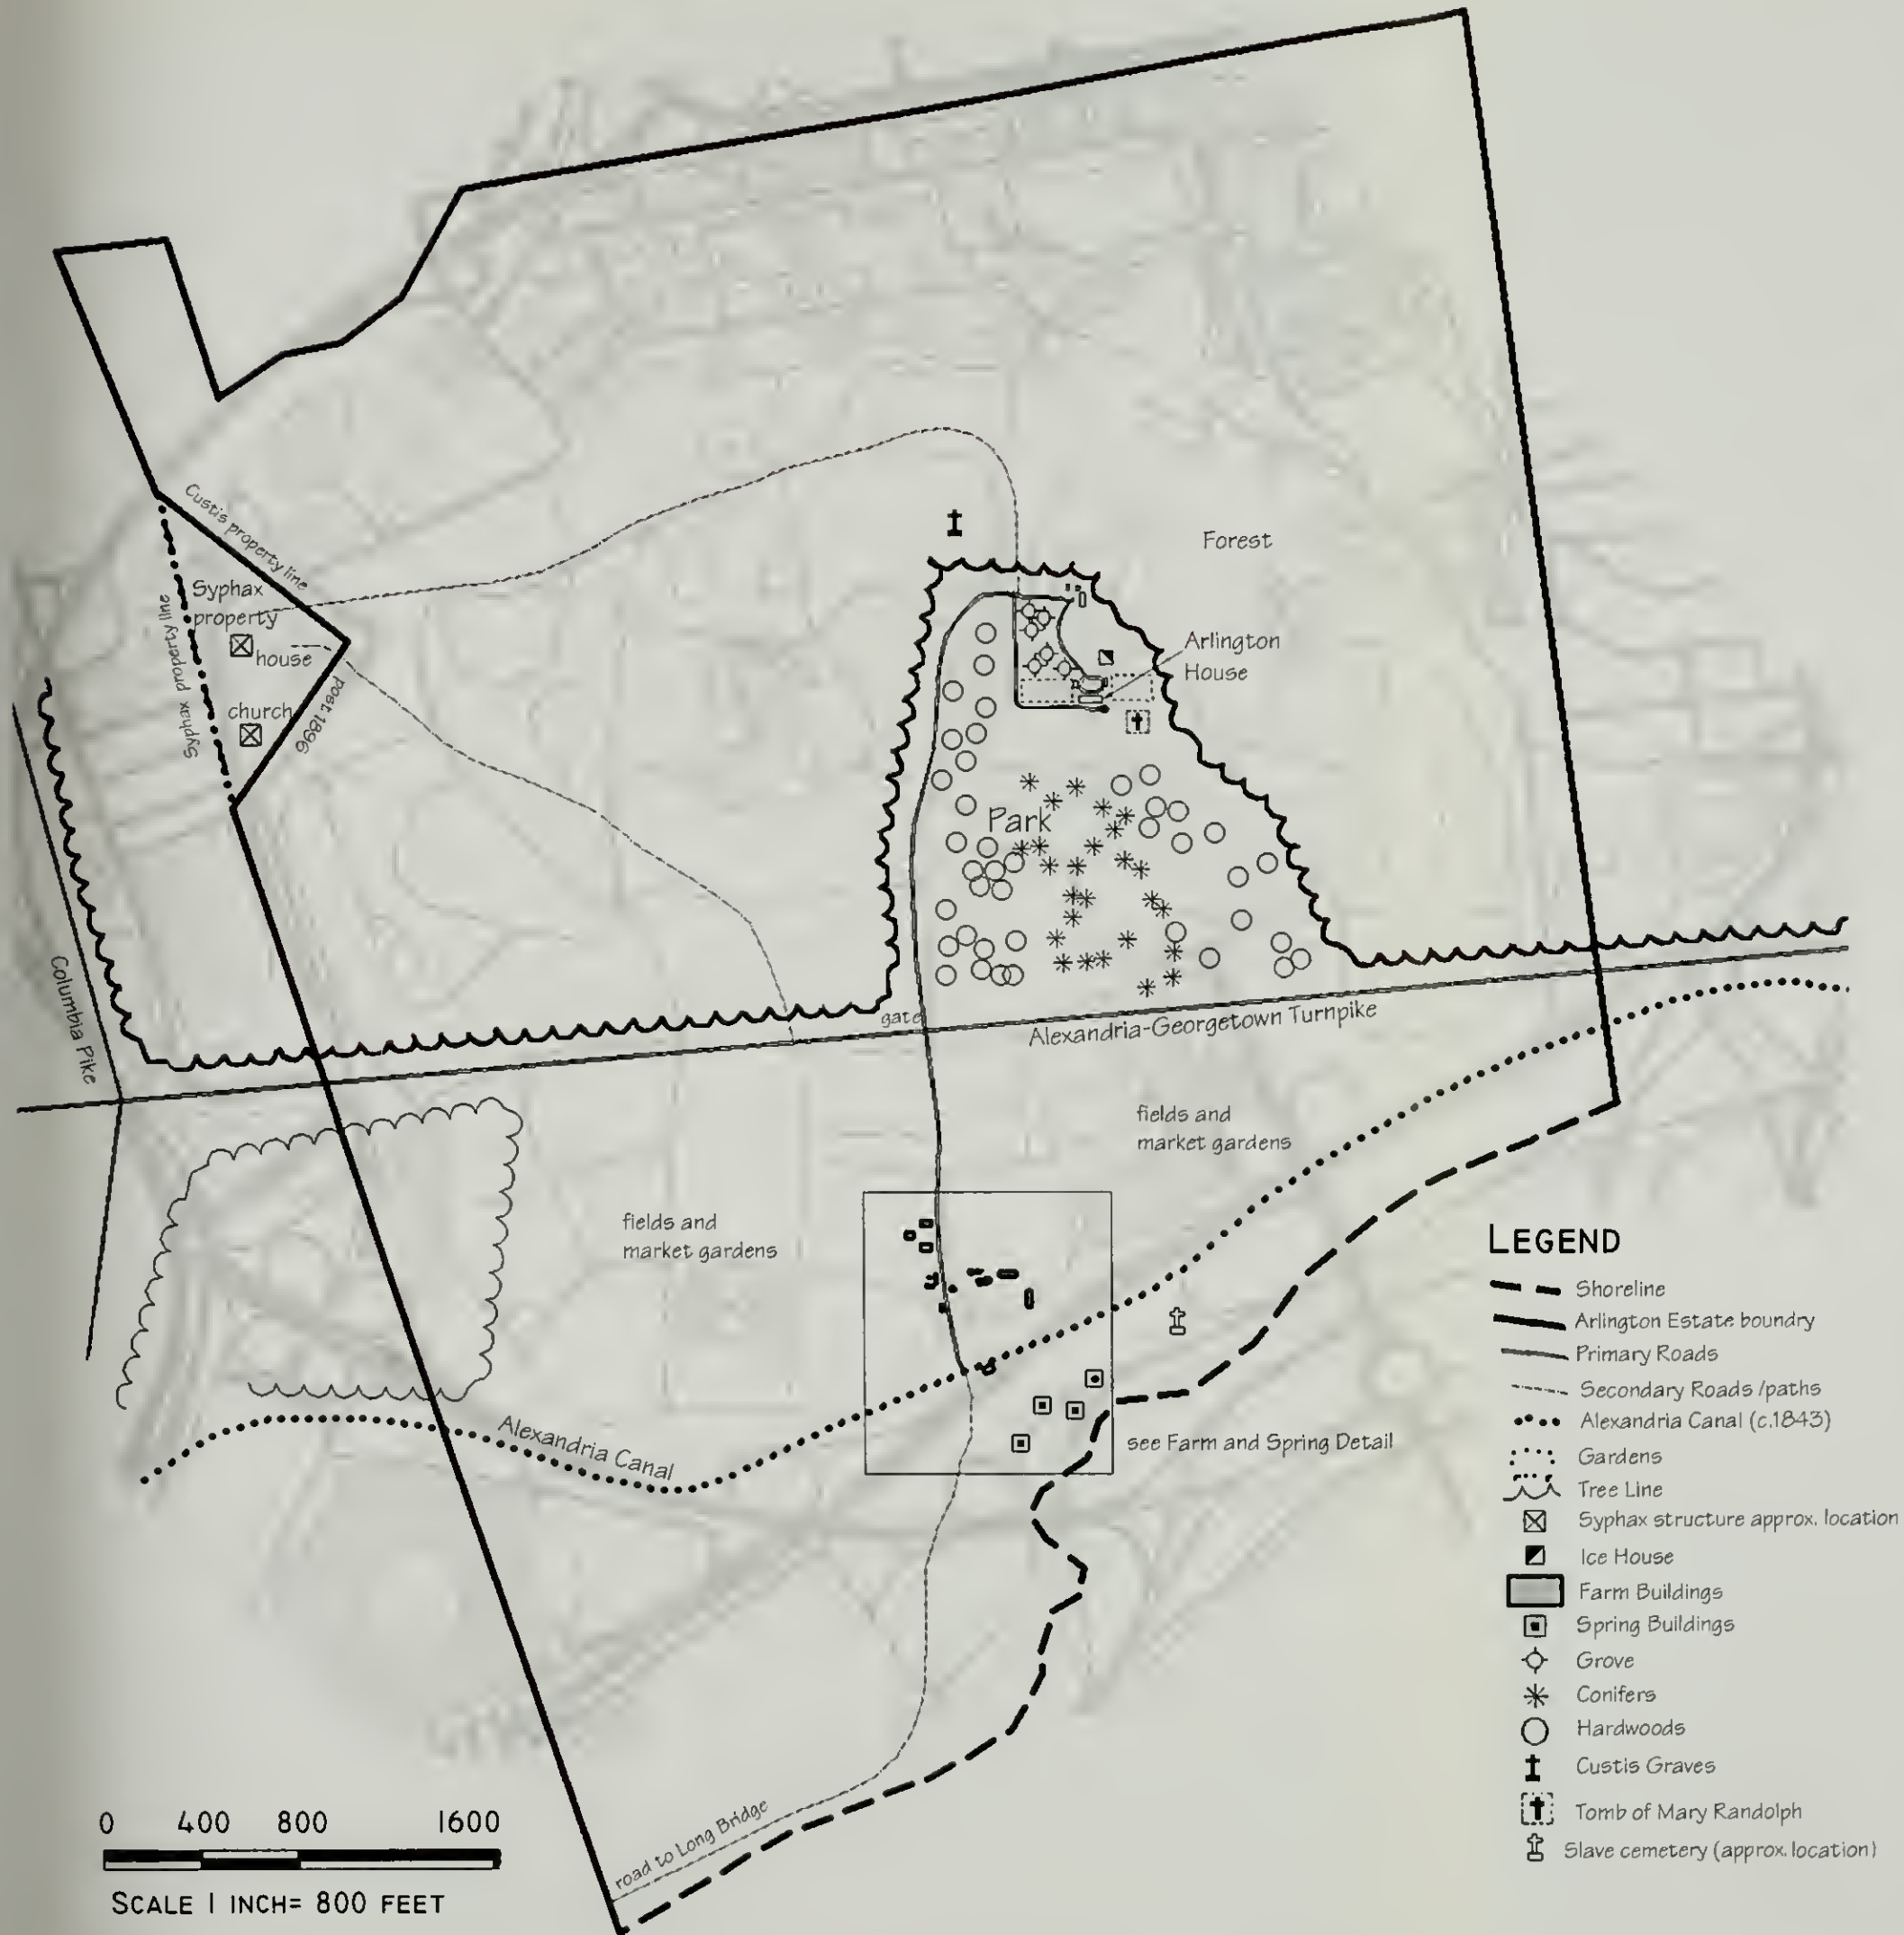 Custis property line
Forest
Syphax
property
house
Syphax property line
church
post 1896
Arlington
House
Park
Columbia Pike
gate
Alexandria-Georgetown Turnpike
fields and
market gardens
fields and
market gardens
Alexandria Canal
see Farm and Spring Detail
road to Long Bridge
LEGEND
Shoreline
Arlington Estate boundry
Primary Roads
Secondary Roads /paths
Alexandria Canal (c.1843)
Gardens
Tree Line
Syphax structure approx. location
Ice House
Farm Buildings
Spring Buildings
Grove
Conifers
Hardwoods
Custis Graves
Tomb of Mary Randolph
Slave cemetery (approx. location)
0 400 800 1600
SCALE 1 INCH= 800 FEET